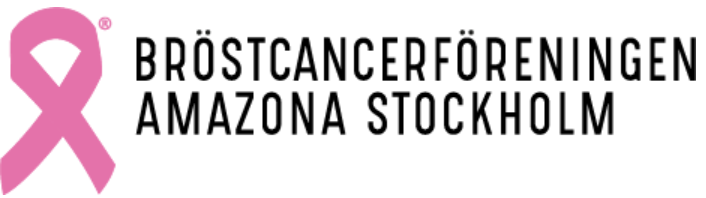 ®
BRÖSTCANCERFÖRENINGEN
AMAZONA STOCKHOLM